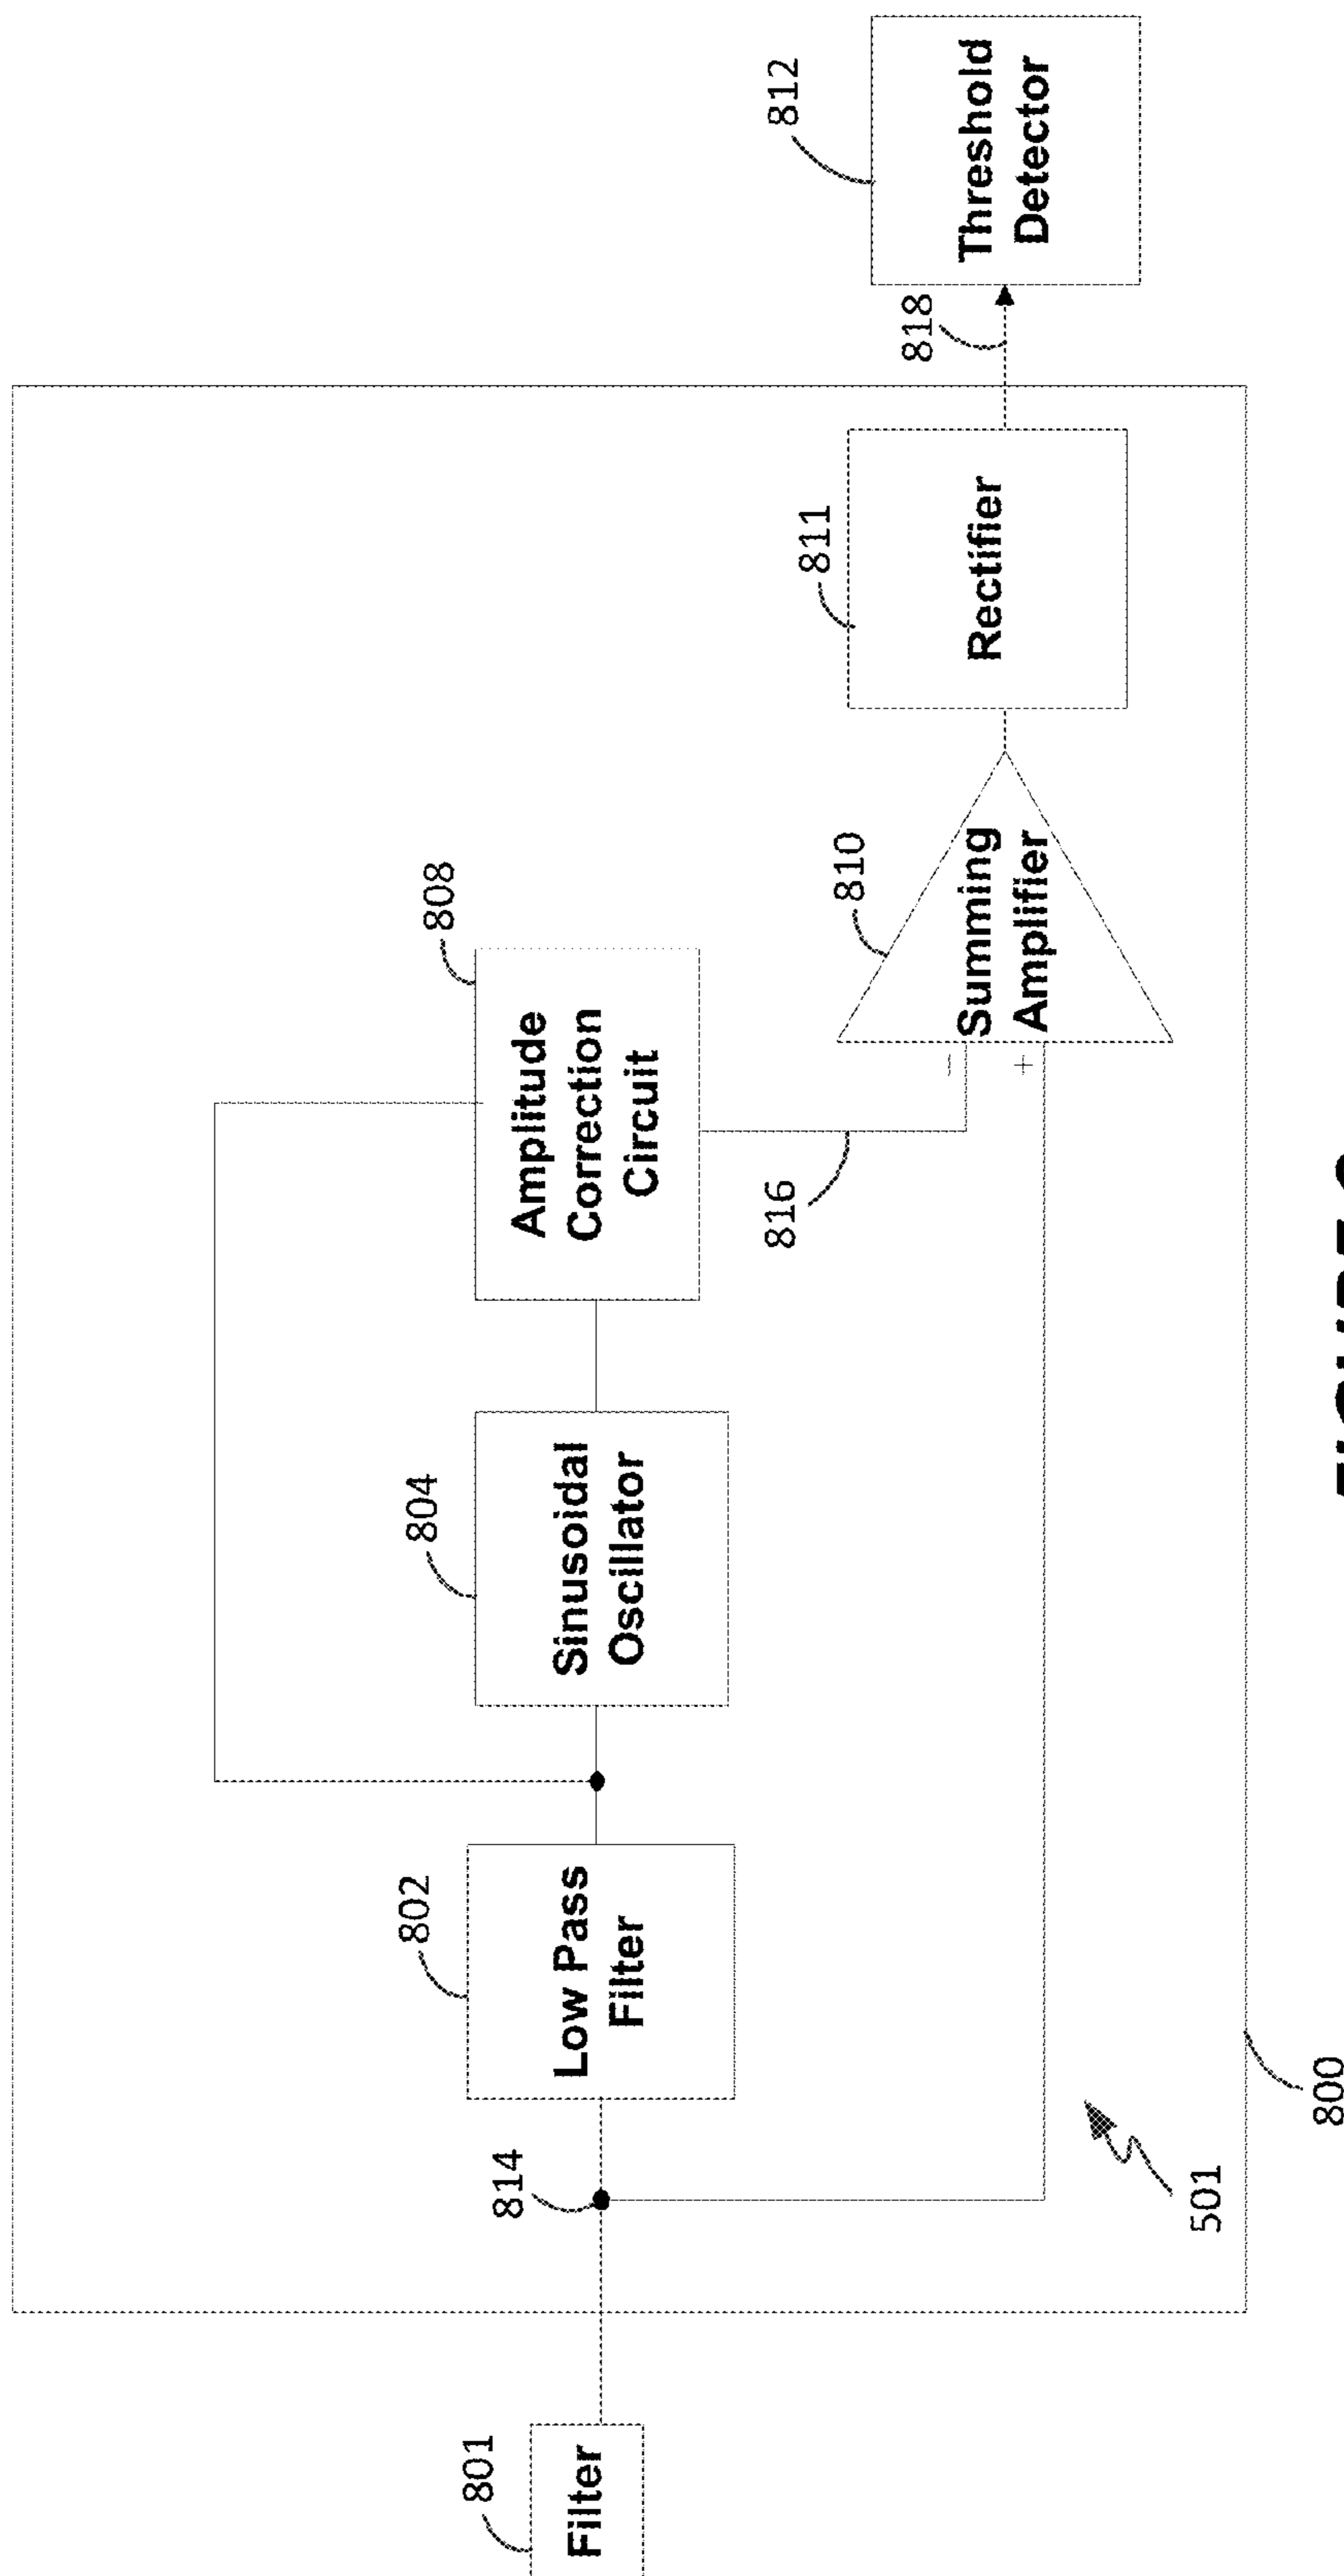 801
Filter
814
802
Low Pass
Filter
804
Sinusoidal
Oscillator
808
Amplitude
Correction
Circuit
816
−
+
810
Summing
Amplifier
811
Rectifier
818
812
Threshold
Detector
501
800